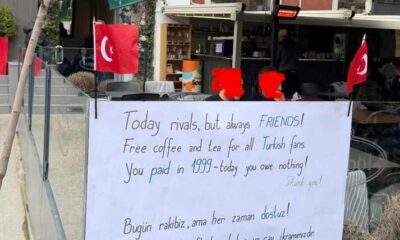 Today rivals, but always FRIENDS!
Free coffee and tea for all Turkish fans.
You paid in 1999 – today you owe nothing!
Thank you!
Bugün rakibiz, ama her zaman dostuz!